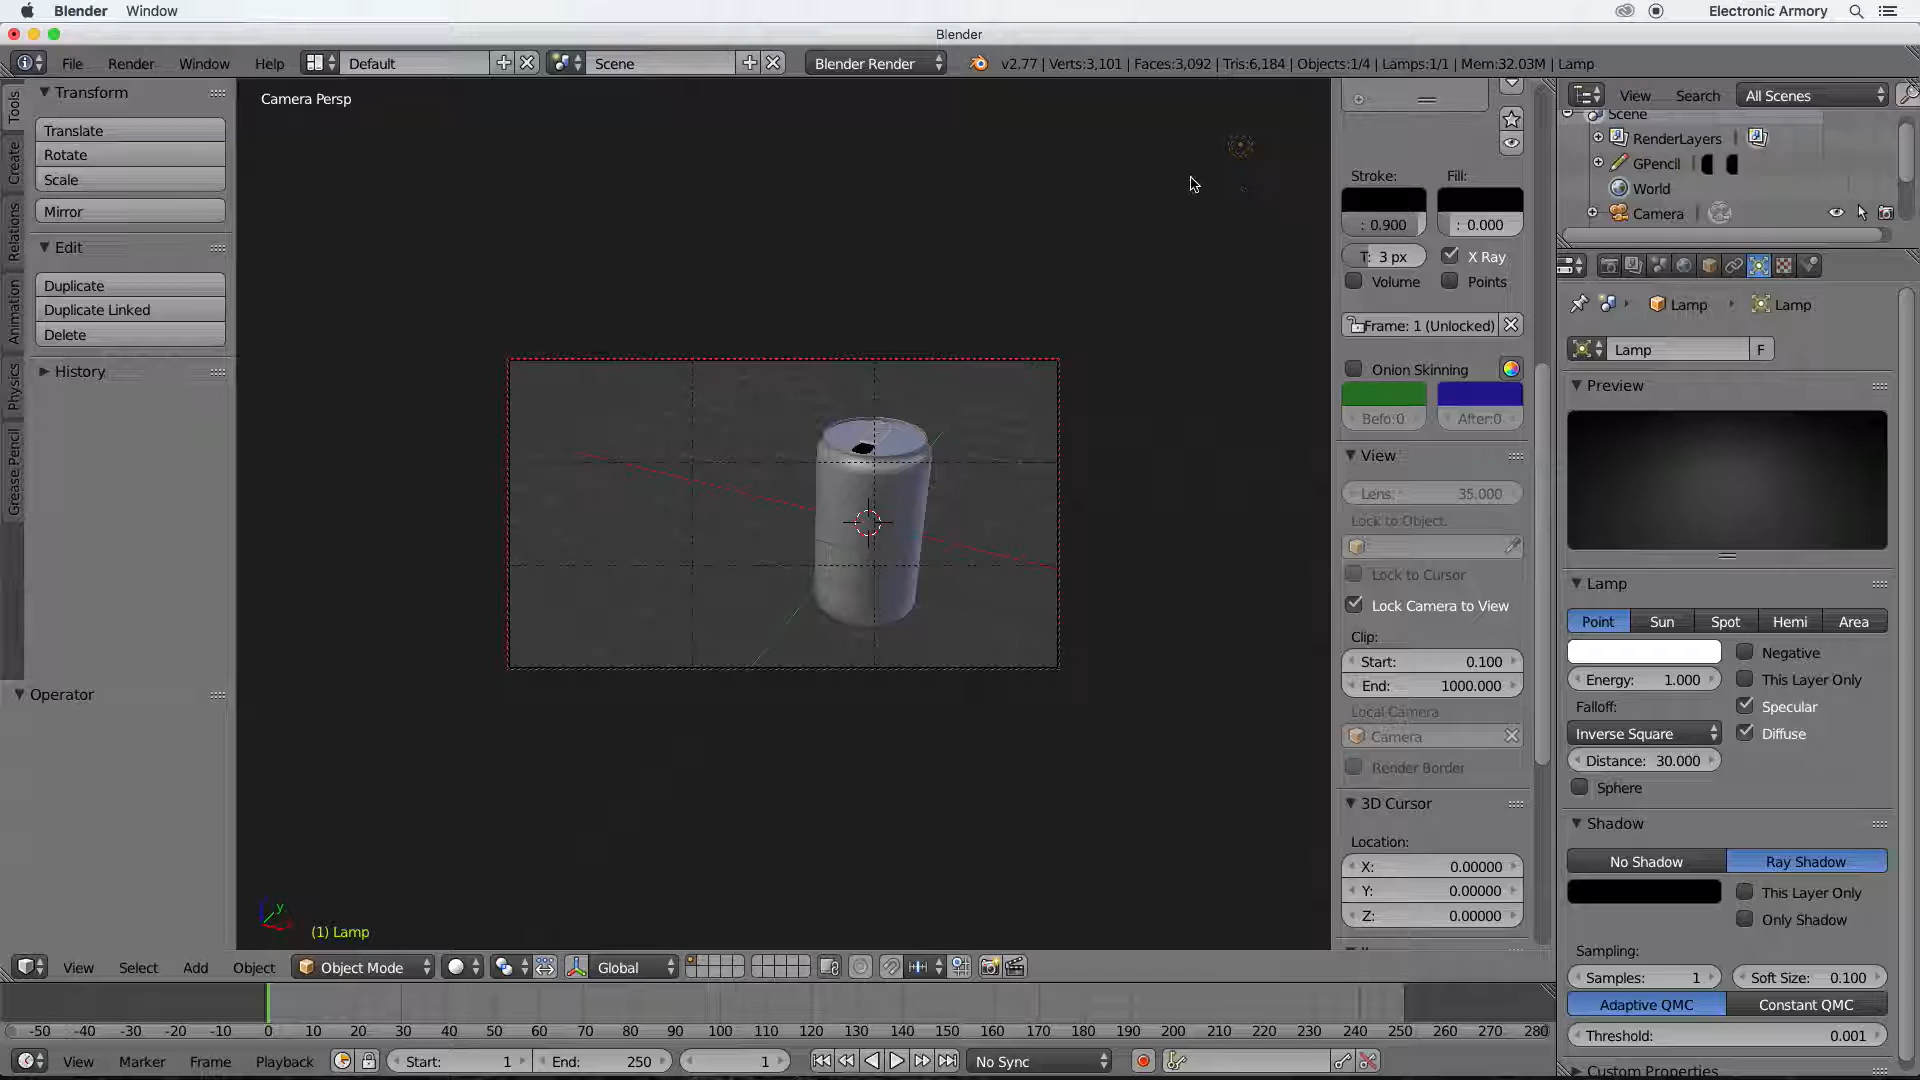 Blender Window Electronic Armory
Blender
File Render Window Help Default Scene Blender Render v2.77 | Verts:3,101 | Faces:3,092 | Tris:6,184 | Objects:1/4 | Lamps:1/1 | Mem:32.03M | Lamp
Tools
Create
Relations
Animation
Physics
Grease Pencil
Transform
Translate
Rotate
Scale
Mirror
Edit
Duplicate
Duplicate Linked
Delete
History
Operator
Camera Persp
(1) Lamp
Stroke: Fill:
: 0.900 : 0.000
T: 3 px X Ray
Volume Points
Frame: 1 (Unlocked)
Onion Skinning
Befo:0 After:0
View
Lens: 35.000
Lock to Object:
Lock to Cursor
Lock Camera to View
Clip:
Start: 0.100
End: 1000.000
Local Camera
Camera
Render Border
3D Cursor
Location:
X: 0.00000
Y: 0.00000
Z: 0.00000
View Search All Scenes
Scene
RenderLayers
GPencil
World
Camera
Lamp Lamp
Lamp F
Preview
Lamp
Point Sun Spot Hemi Area
Negative
Energy: 1.000 This Layer Only
Falloff: Specular
Inverse Square Diffuse
Distance: 30.000
Sphere
Shadow
No Shadow Ray Shadow
This Layer Only
Only Shadow
Sampling:
Samples: 1 Soft Size: 0.100
Adaptive QMC Constant QMC
Threshold: 0.001
Custom Properties
y
View Select Add Object Object Mode Global
-50 -40 -30 -20 -10 0 10 20 30 40 50 60 70 80 90 100 110 120 130 140 150 160 170 180 190 200 210 220 230 240 250 260 270 280
View Marker Frame Playback Start: 1 End: 250 1 No Sync